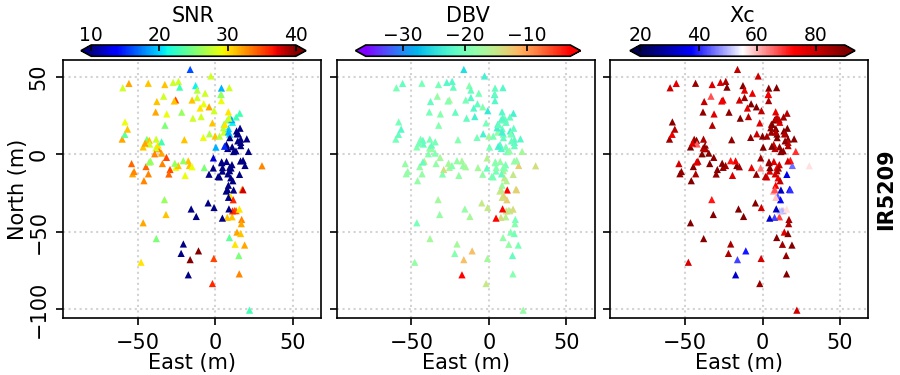 SNR DBV Xc
10 20 30 40 −30 −20 −10 20 40 60 80
50
0
−50
−100
North (m)
−50 0 50 −50 0 50 −50 0 50
East (m) East (m) East (m)
IR5209